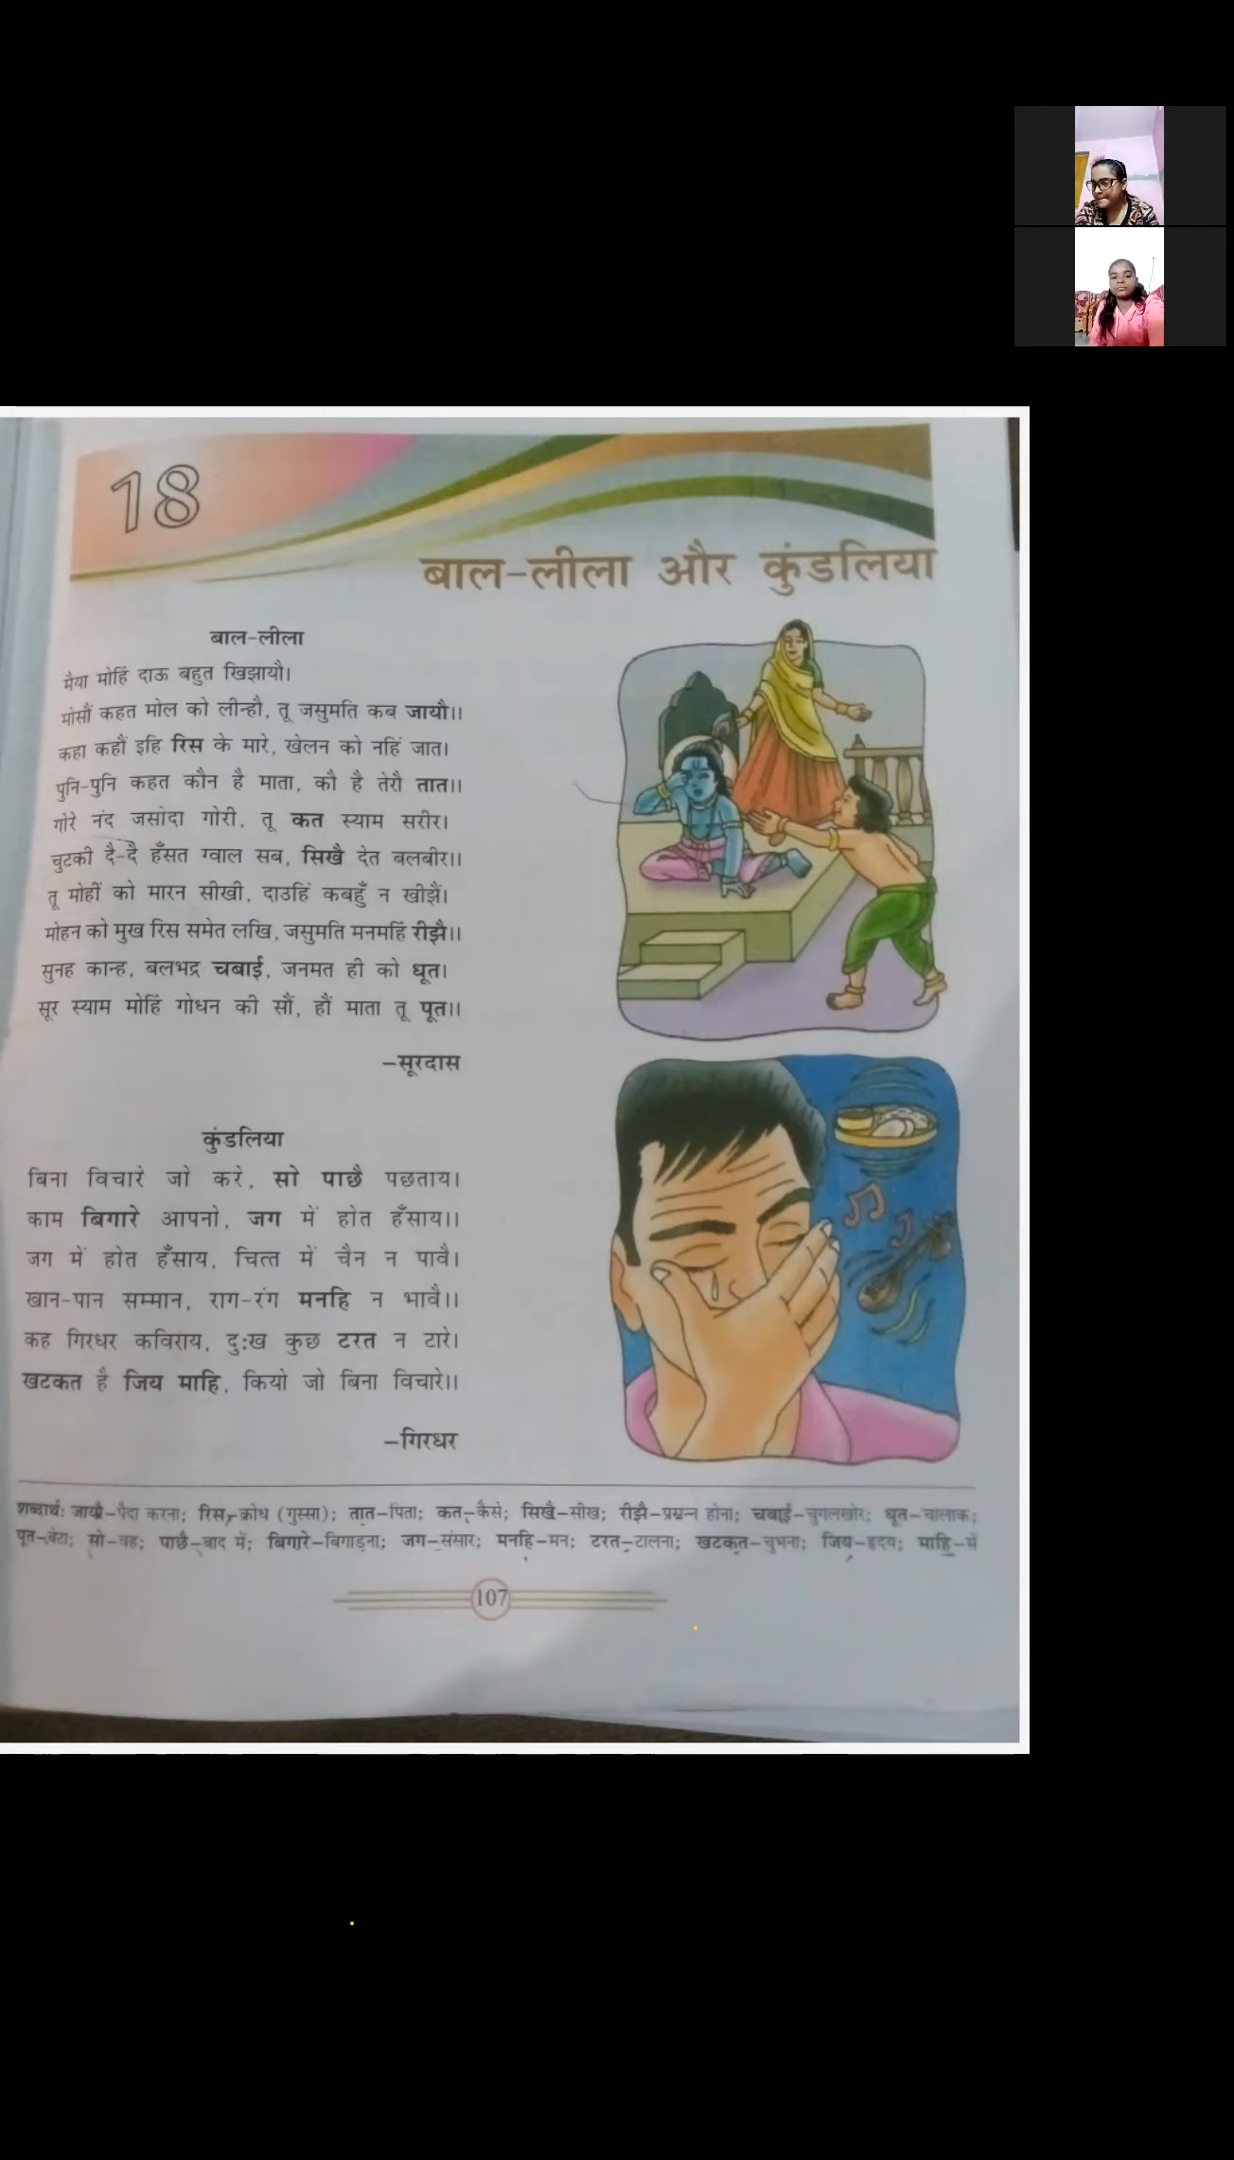 18
बाल-लीला और कुंडलिया
बाल-लीला
मैया मोहिं दाऊ बहुत खिझायौ।
मोसौं कहत मोल को लीन्हौ, तू जसुमति कब जायौ।।
कहा कहौं इहि रिस के मारे, खेलन को नहिं जात।
पुनि-पुनि कहत कौन है माता, कौ है तेरौ तात।।
गोरे नंद जसोदा गोरी, तू कत स्याम सरीर।
चुटकी दै-दै हँसत ग्वाल सब, सिखै देत बलबीर।।
तू मोहीं को मारन सीखी, दाउहिं कबहुँ न खीझैं।
मोहन को मुख रिस समेत लखि, जसुमति मनमहिं रीझै।।
सुनह कान्ह, बलभद्र चबाई, जनमत ही को धूत।
सूर स्याम मोहिं गोधन की सौं, हौं माता तू पूत।।
–सूरदास
कुंडलिया
बिना विचारे जो करे, सो पाछै पछताय।
काम बिगारे आपनो, जग में होत हँसाय।।
जग में होत हँसाय, चित्त में चैन न पावै।
खान-पान सम्मान, राग-रंग मनहि न भावै।।
कह गिरधर कविराय, दुःख कुछ टरत न टारे।
खटकत है जिय माहि, कियो जो बिना विचारे।।
–गिरधर
शब्दार्थः जायौ–पैदा करना; रिस–क्रोध (गुस्सा); तात–पिता; कत–कैसे; सिखै–सीख; रीझै–प्रसन्न होना; चबाई–चुगलखोर; धूत–चालाक;
पूत–बेटा; सो–वह; पाछै–बाद में; बिगारे–बिगाड़ना; जग–संसार; मनहि–मन; टरत–टालना; खटकत–चुभना; जिय–हृदय; माहि–में
107